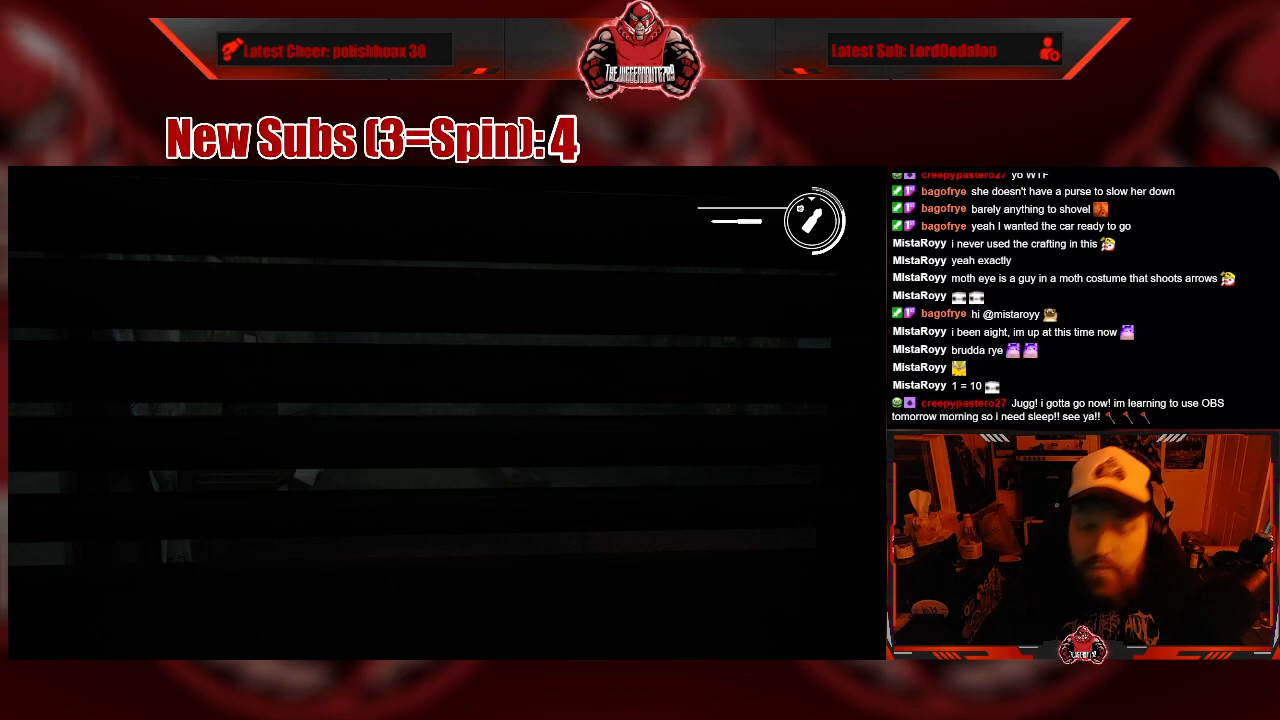 Latest Cheer: polishhoax 30
Latest Sub: LordOodaloo
New Subs (3=Spin): 4
creepypastero27 yo WTF
bagofrye she doesn't have a purse to slow her down
bagofrye barely anything to shovel
bagofrye yeah I wanted the car ready to go
MistaRoyy i never used the crafting in this
MistaRoyy yeah exactly
MistaRoyy moth eye is a guy in a moth costume that shoots arrows
MistaRoyy
bagofrye hi @mistaroyy
MistaRoyy i been aight, im up at this time now
MistaRoyy brudda rye
MistaRoyy
MistaRoyy 1 = 10
creepypastero27 Jugg! i gotta go now! im learning to use OBS
tomorrow morning so i need sleep!! see ya!!